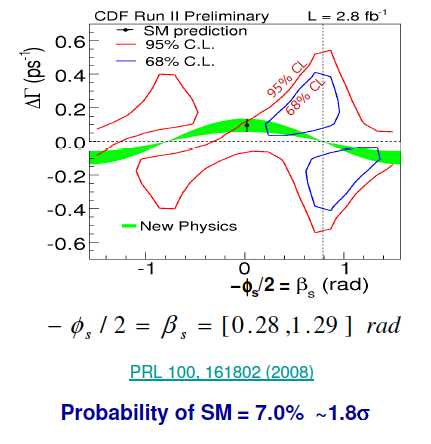 CDF Run II Preliminary L = 2.8 fb⁻¹
SM prediction
95% C.L.
68% C.L.
ΔΓ (ps⁻¹)
0.6
0.4
0.2
0.0
-0.2
-0.4
-0.6
95% CL
68% CL
New Physics
-1 0 1
-ϕₛ/2 = βₛ (rad)
− ϕₛ / 2 = βₛ = [0.28 ,1.29 ] rad
PRL 100, 161802 (2008)
Probability of SM = 7.0% ~1.8σ